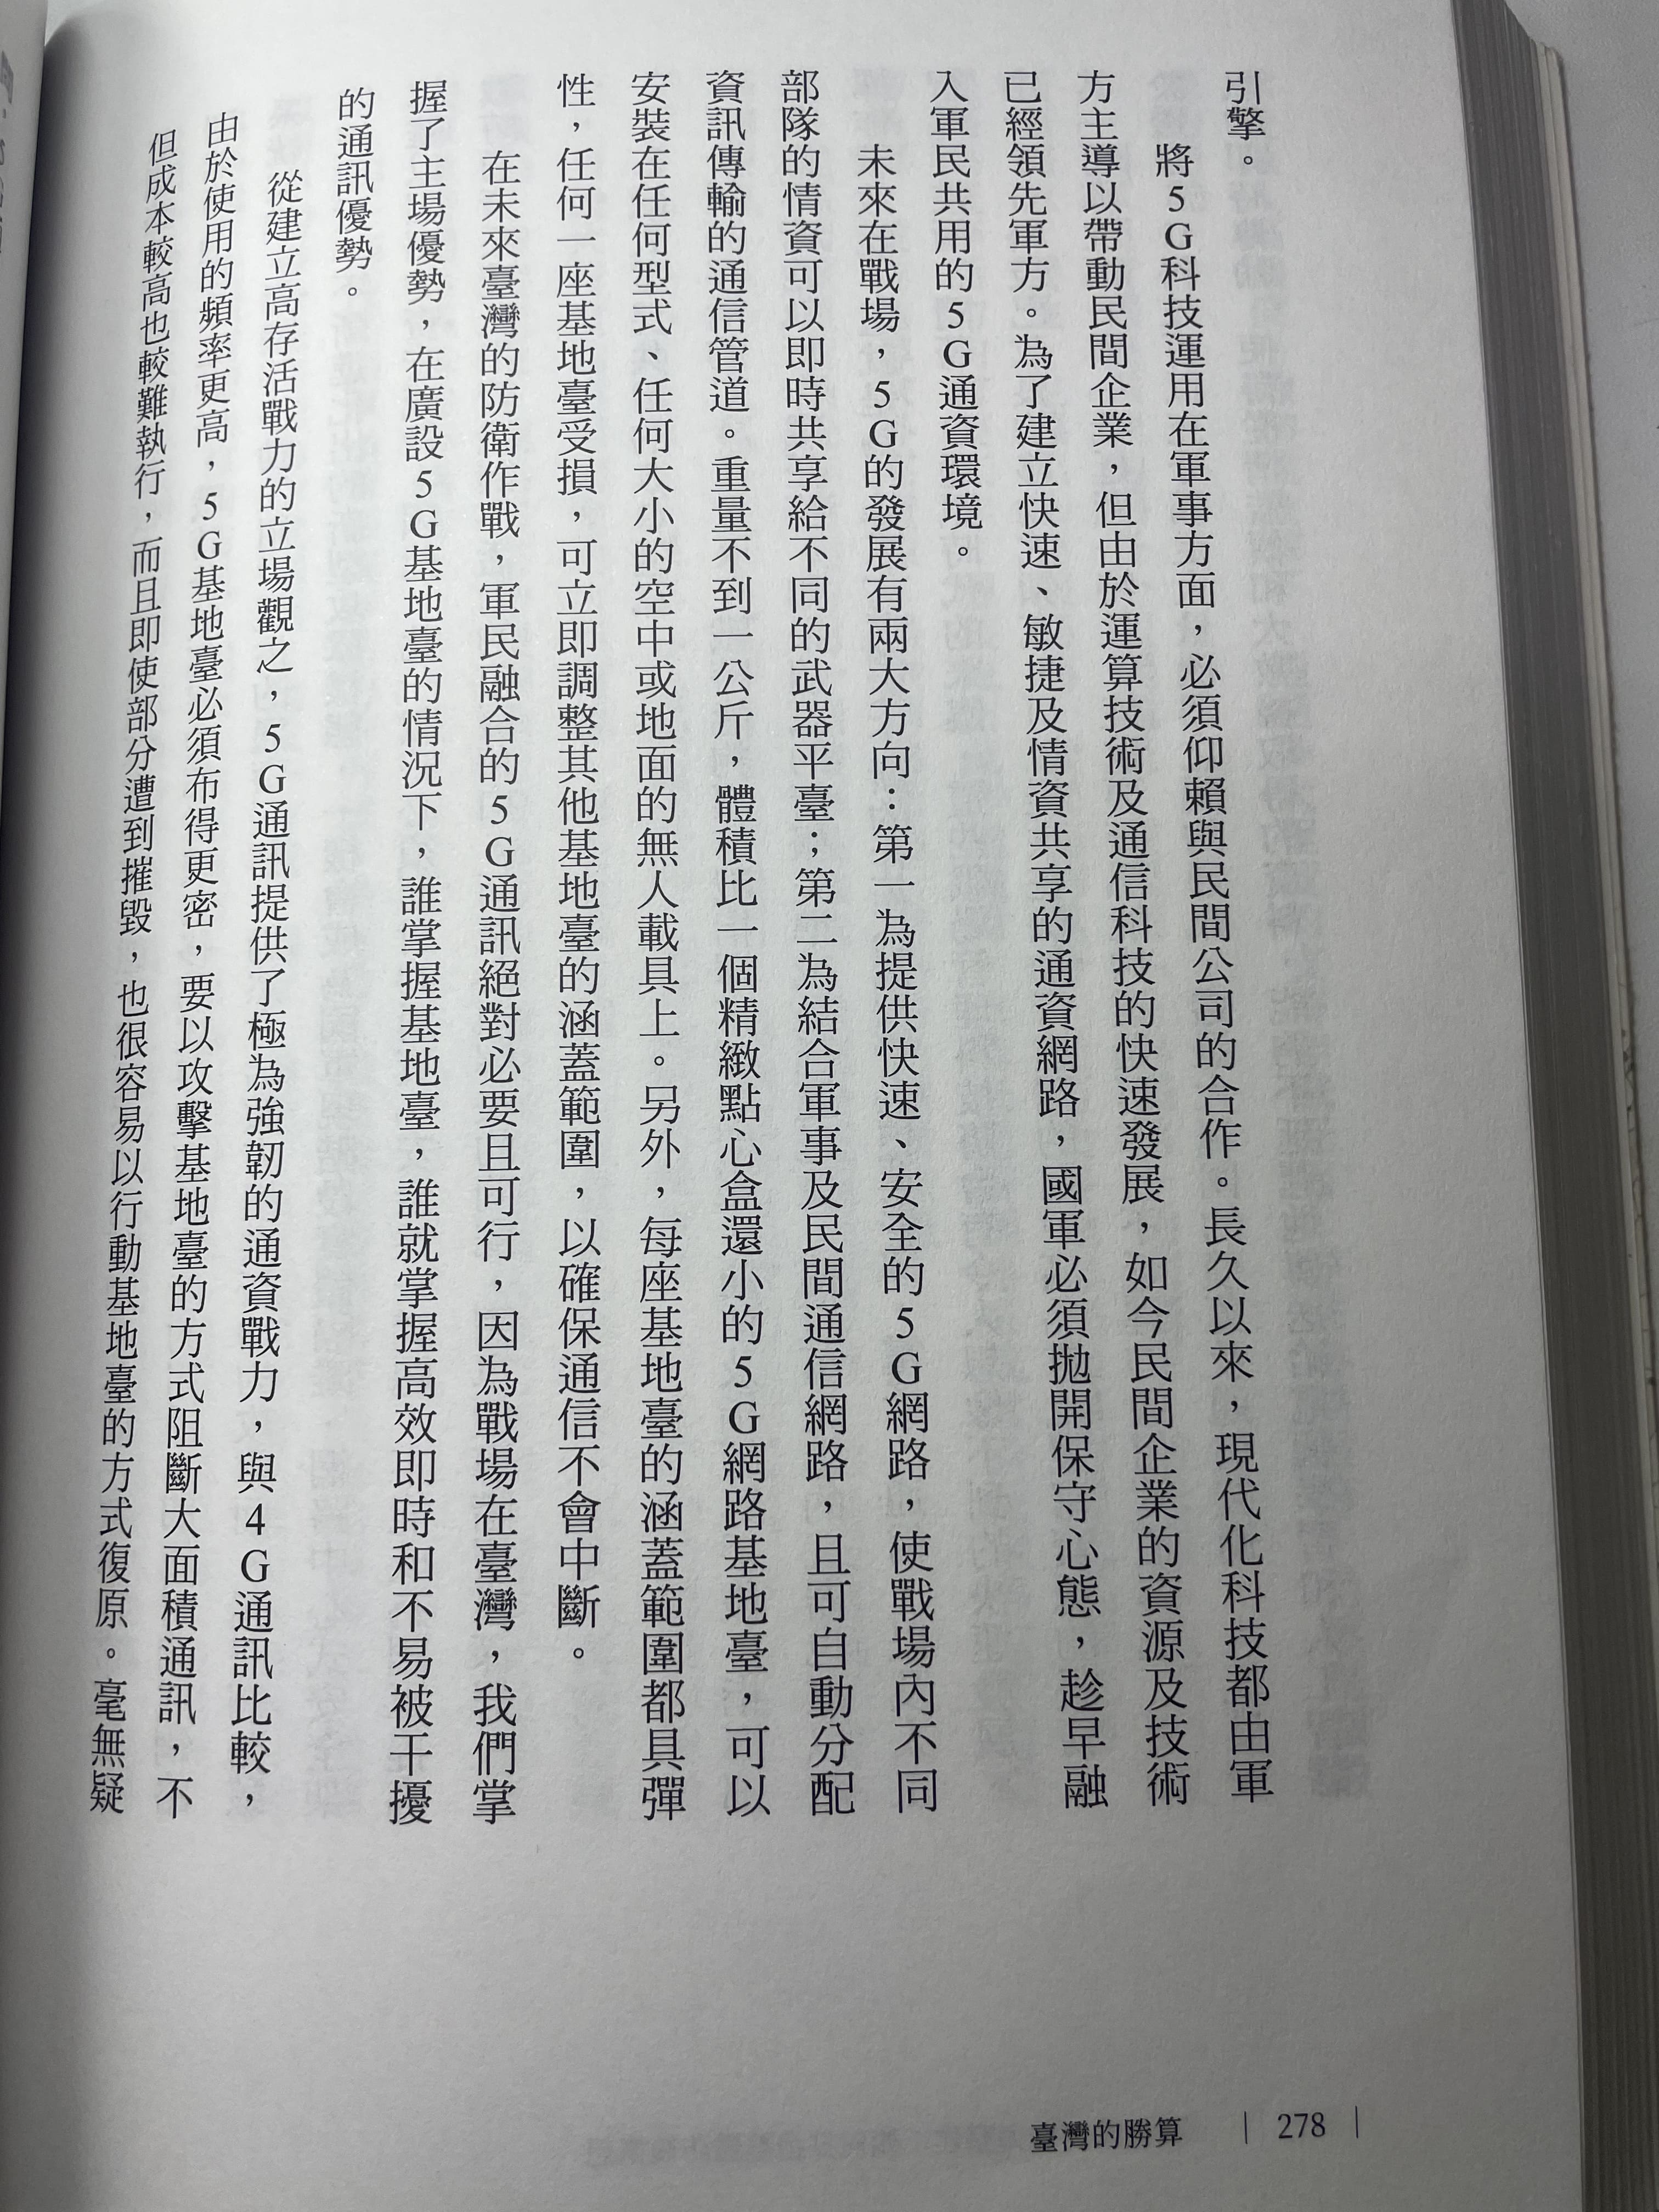 引擎。
將5G科技運用在軍事方面，必須仰賴與民間公司的合作。長久以來，現代化科技都由軍
方主導以帶動民間企業，但由於運算技術及通信科技的快速發展，如今民間企業的資源及技術
已經領先軍方。為了建立快速、敏捷及情資共享的通資網路，國軍必須拋開保守心態，趁早融
入軍民共用的5G通資環境。
未來在戰場，5G的發展有兩大方向：第一為提供快速、安全的5G網路，使戰場內不同
部隊的情資可以即時共享給不同的武器平臺；第二為結合軍事及民間通信網路，且可自動分配
資訊傳輸的通信管道。重量不到一公斤，體積比一個精緻點心盒還小的5G網路基地臺，可以
安裝在任何型式、任何大小的空中或地面的無人載具上。另外，每座基地臺的涵蓋範圍都具彈
性，任何一座基地臺受損，可立即調整其他基地臺的涵蓋範圍，以確保通信不會中斷。
在未來臺灣的防衛作戰，軍民融合的5G通訊絕對必要且可行，因為戰場在臺灣，我們掌
握了主場優勢，在廣設5G基地臺的情況下，誰掌握基地臺，誰就掌握高效即時和不易被干擾
的通訊優勢。
從建立高存活戰力的立場觀之，5G通訊提供了極為強韌的通資戰力，與4G通訊比較，
由於使用的頻率更高，5G基地臺必須布得更密，要以攻擊基地臺的方式阻斷大面積通訊，不
但成本較高也較難執行，而且即使部分遭到摧毀，也很容易以行動基地臺的方式復原。毫無疑
臺灣的勝算 | 278 |